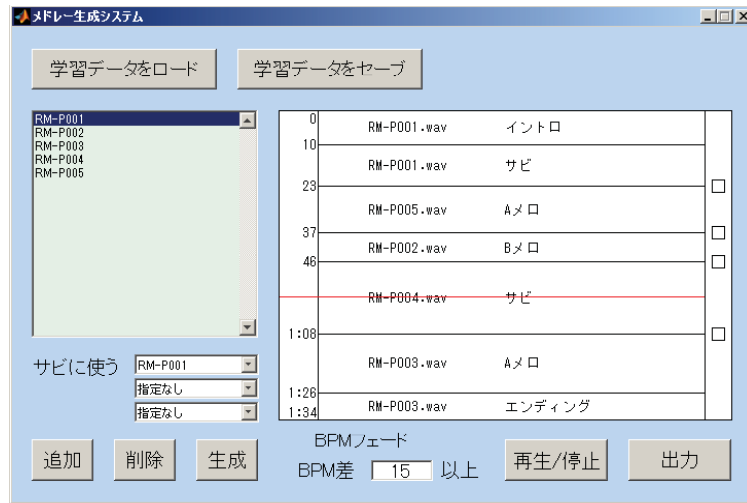 メドレー生成システム
学習データをロード 学習データをセーブ
RM-P001
RM-P002
RM-P003
RM-P004
RM-P005
サビに使う RM-P001
指定なし
指定なし
0
RM-P001.wav イントロ
10
RM-P001.wav サビ
23
RM-P005.wav Aメロ
37
RM-P002.wav Bメロ
46
RM-P004.wav サビ
1:08
RM-P003.wav Aメロ
1:26
RM-P003.wav エンディング
1:34
追加 削除 生成
BPMフェード
BPM差 15 以上
再生/停止 出力